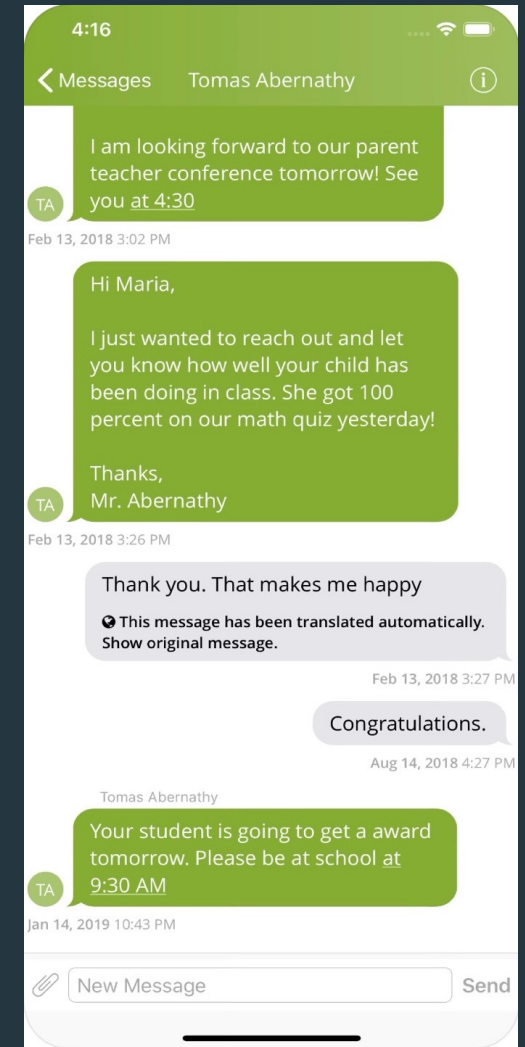 4:16
Messages Tomas Abernathy
I am looking forward to our parent
teacher conference tomorrow! See
you at 4:30
TA
Feb 13, 2018 3:02 PM
Hi Maria,
I just wanted to reach out and let
you know how well your child has
been doing in class. She got 100
percent on our math quiz yesterday!
Thanks,
Mr. Abernathy
TA
Feb 13, 2018 3:26 PM
Thank you. That makes me happy
This message has been translated automatically.
Show original message.
Feb 13, 2018 3:27 PM
Congratulations.
Aug 14, 2018 4:27 PM
Tomas Abernathy
Your student is going to get a award
tomorrow. Please be at school at
9:30 AM
TA
Jan 14, 2019 10:43 PM
New Message Send